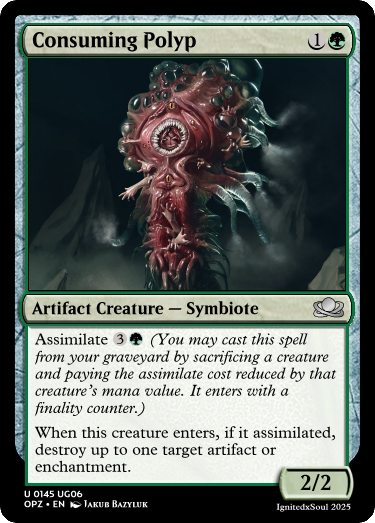 Consuming Polyp 1
Artifact Creature — Symbiote
Assimilate 3 (You may cast this spell
from your graveyard by sacrificing a creature
and paying the assimilate cost reduced by that
creature's mana value. It enters with a
finality counter.)
When this creature enters, if it assimilated,
destroy up to one target artifact or
enchantment.
2/2
U 0145 UG06
OPZ • EN Jakub Bazyluk
IgnitedxSoul 2025